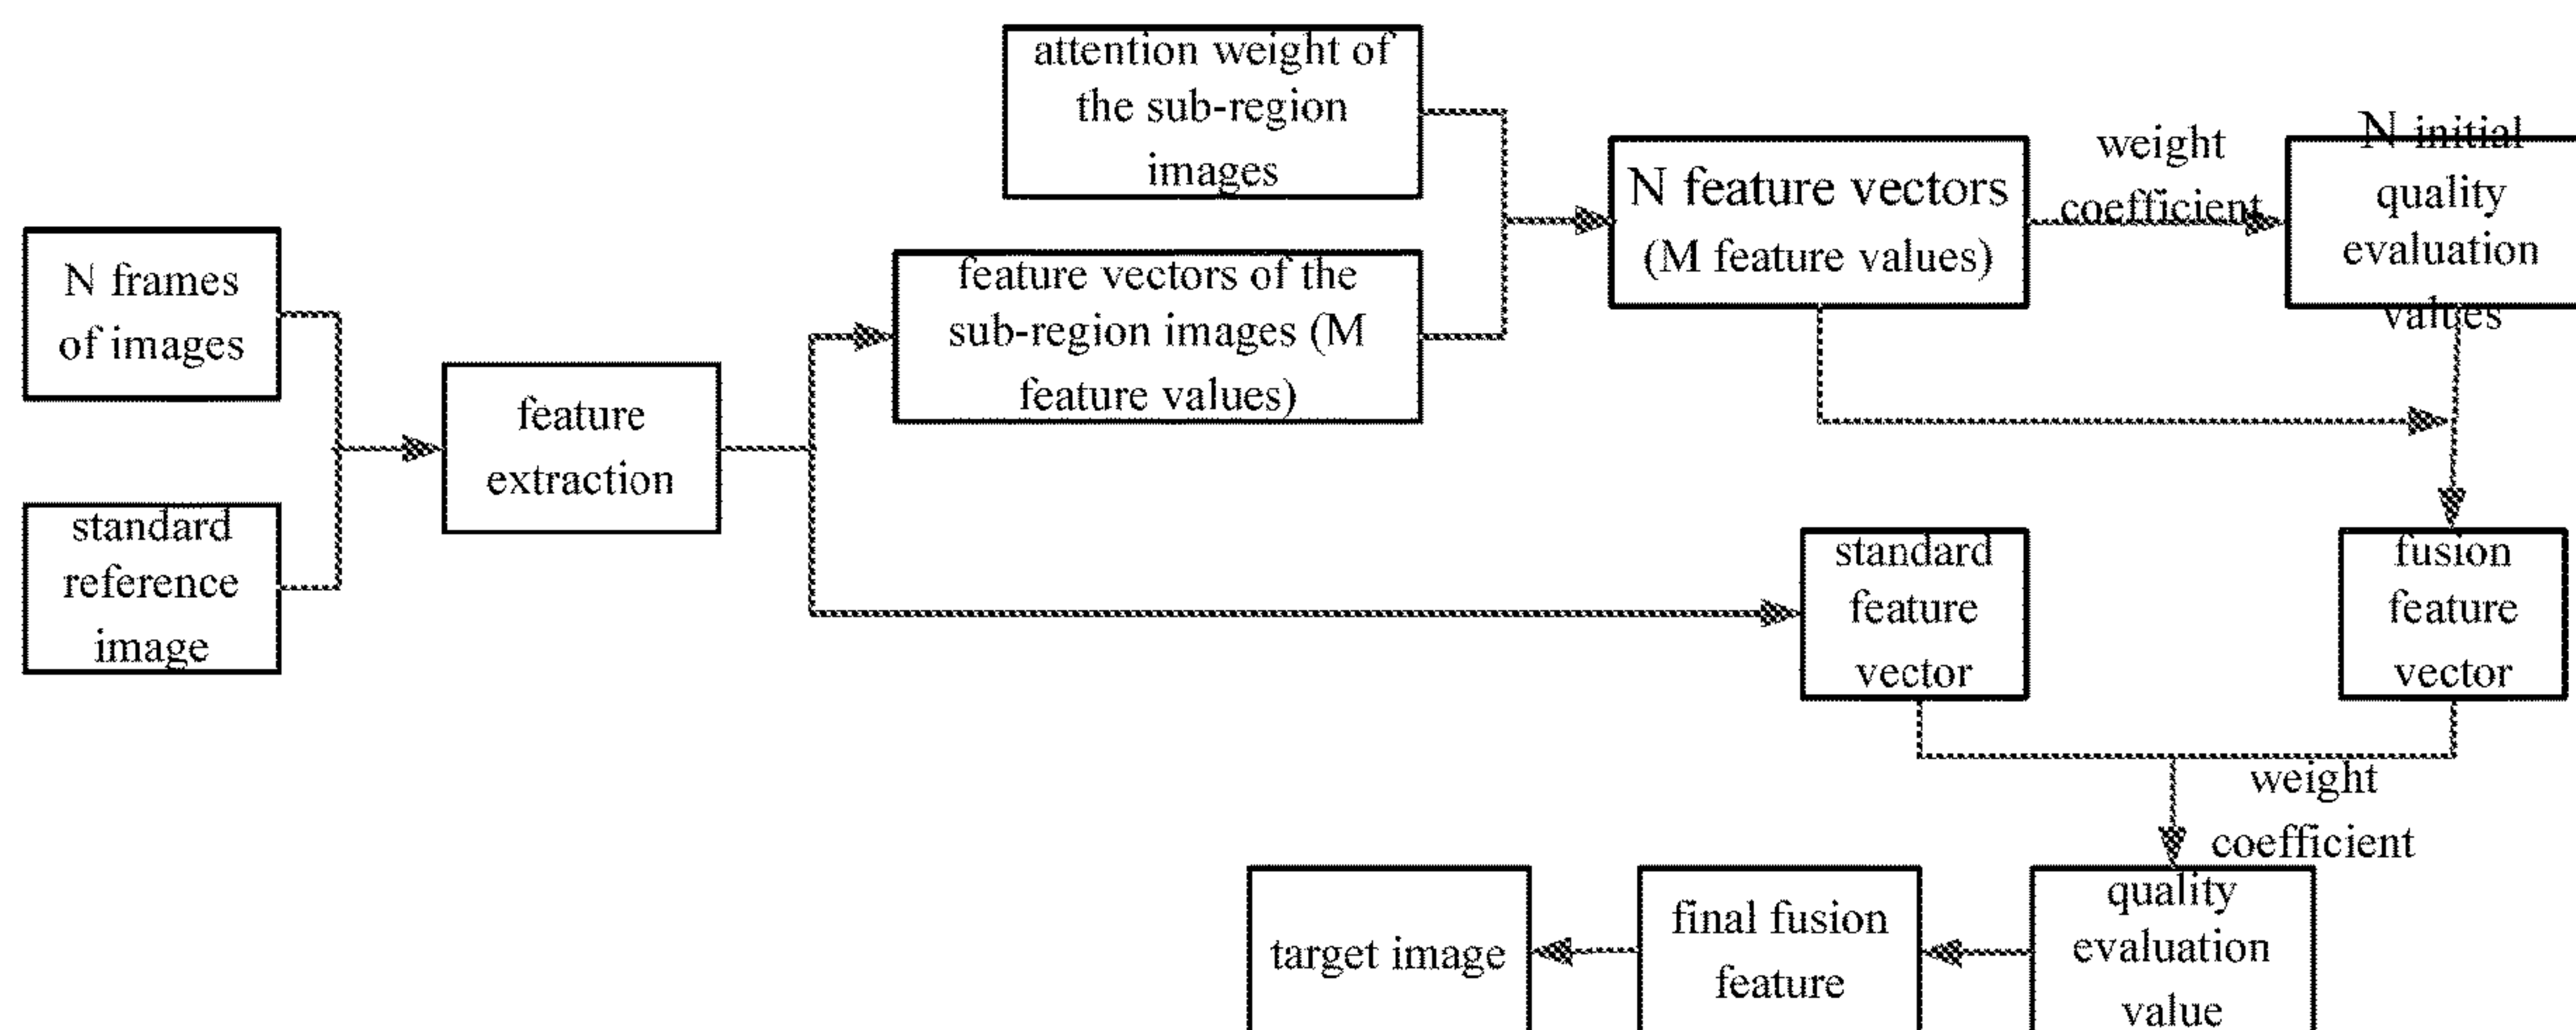 attention weight of
the sub-region
images
N frames
of images
standard
reference
image
feature
extraction
feature vectors of the
sub-region images (M
feature values)
N feature vectors
(M feature values)
weight
coefficient
N initial
quality
evaluation
values
standard
feature
vector
fusion
feature
vector
weight
coefficient
quality
evaluation
value
final fusion
feature
target image